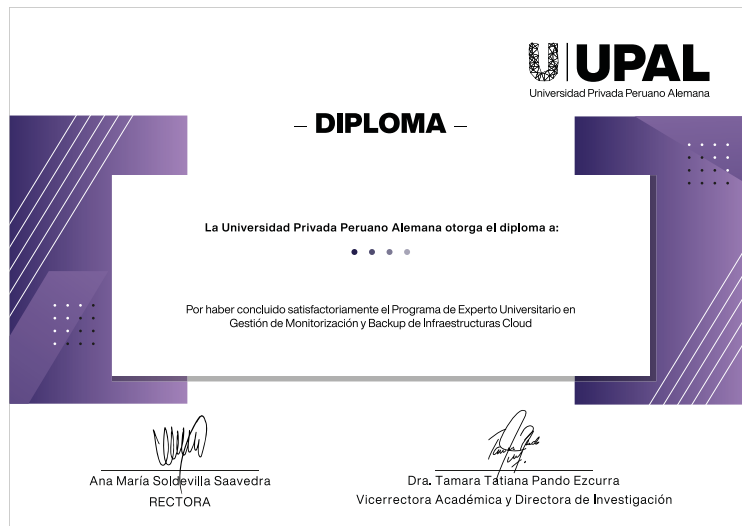 UPAL
Universidad Privada Peruano Alemana
– DIPLOMA –
La Universidad Privada Peruano Alemana otorga el diploma a:
Por haber concluido satisfactoriamente el Programa de Experto Universitario en
Gestión de Monitorización y Backup de Infraestructuras Cloud
Ana María Soldevilla Saavedra
RECTORA
Dra. Tamara Tatiana Pando Ezcurra
Vicerrectora Académica y Directora de Investigación